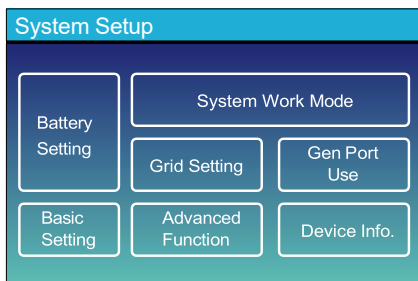 System Setup
Battery
Setting
System Work Mode
Grid Setting
Gen Port
Use
Basic
Setting
Advanced
Function
Device Info.